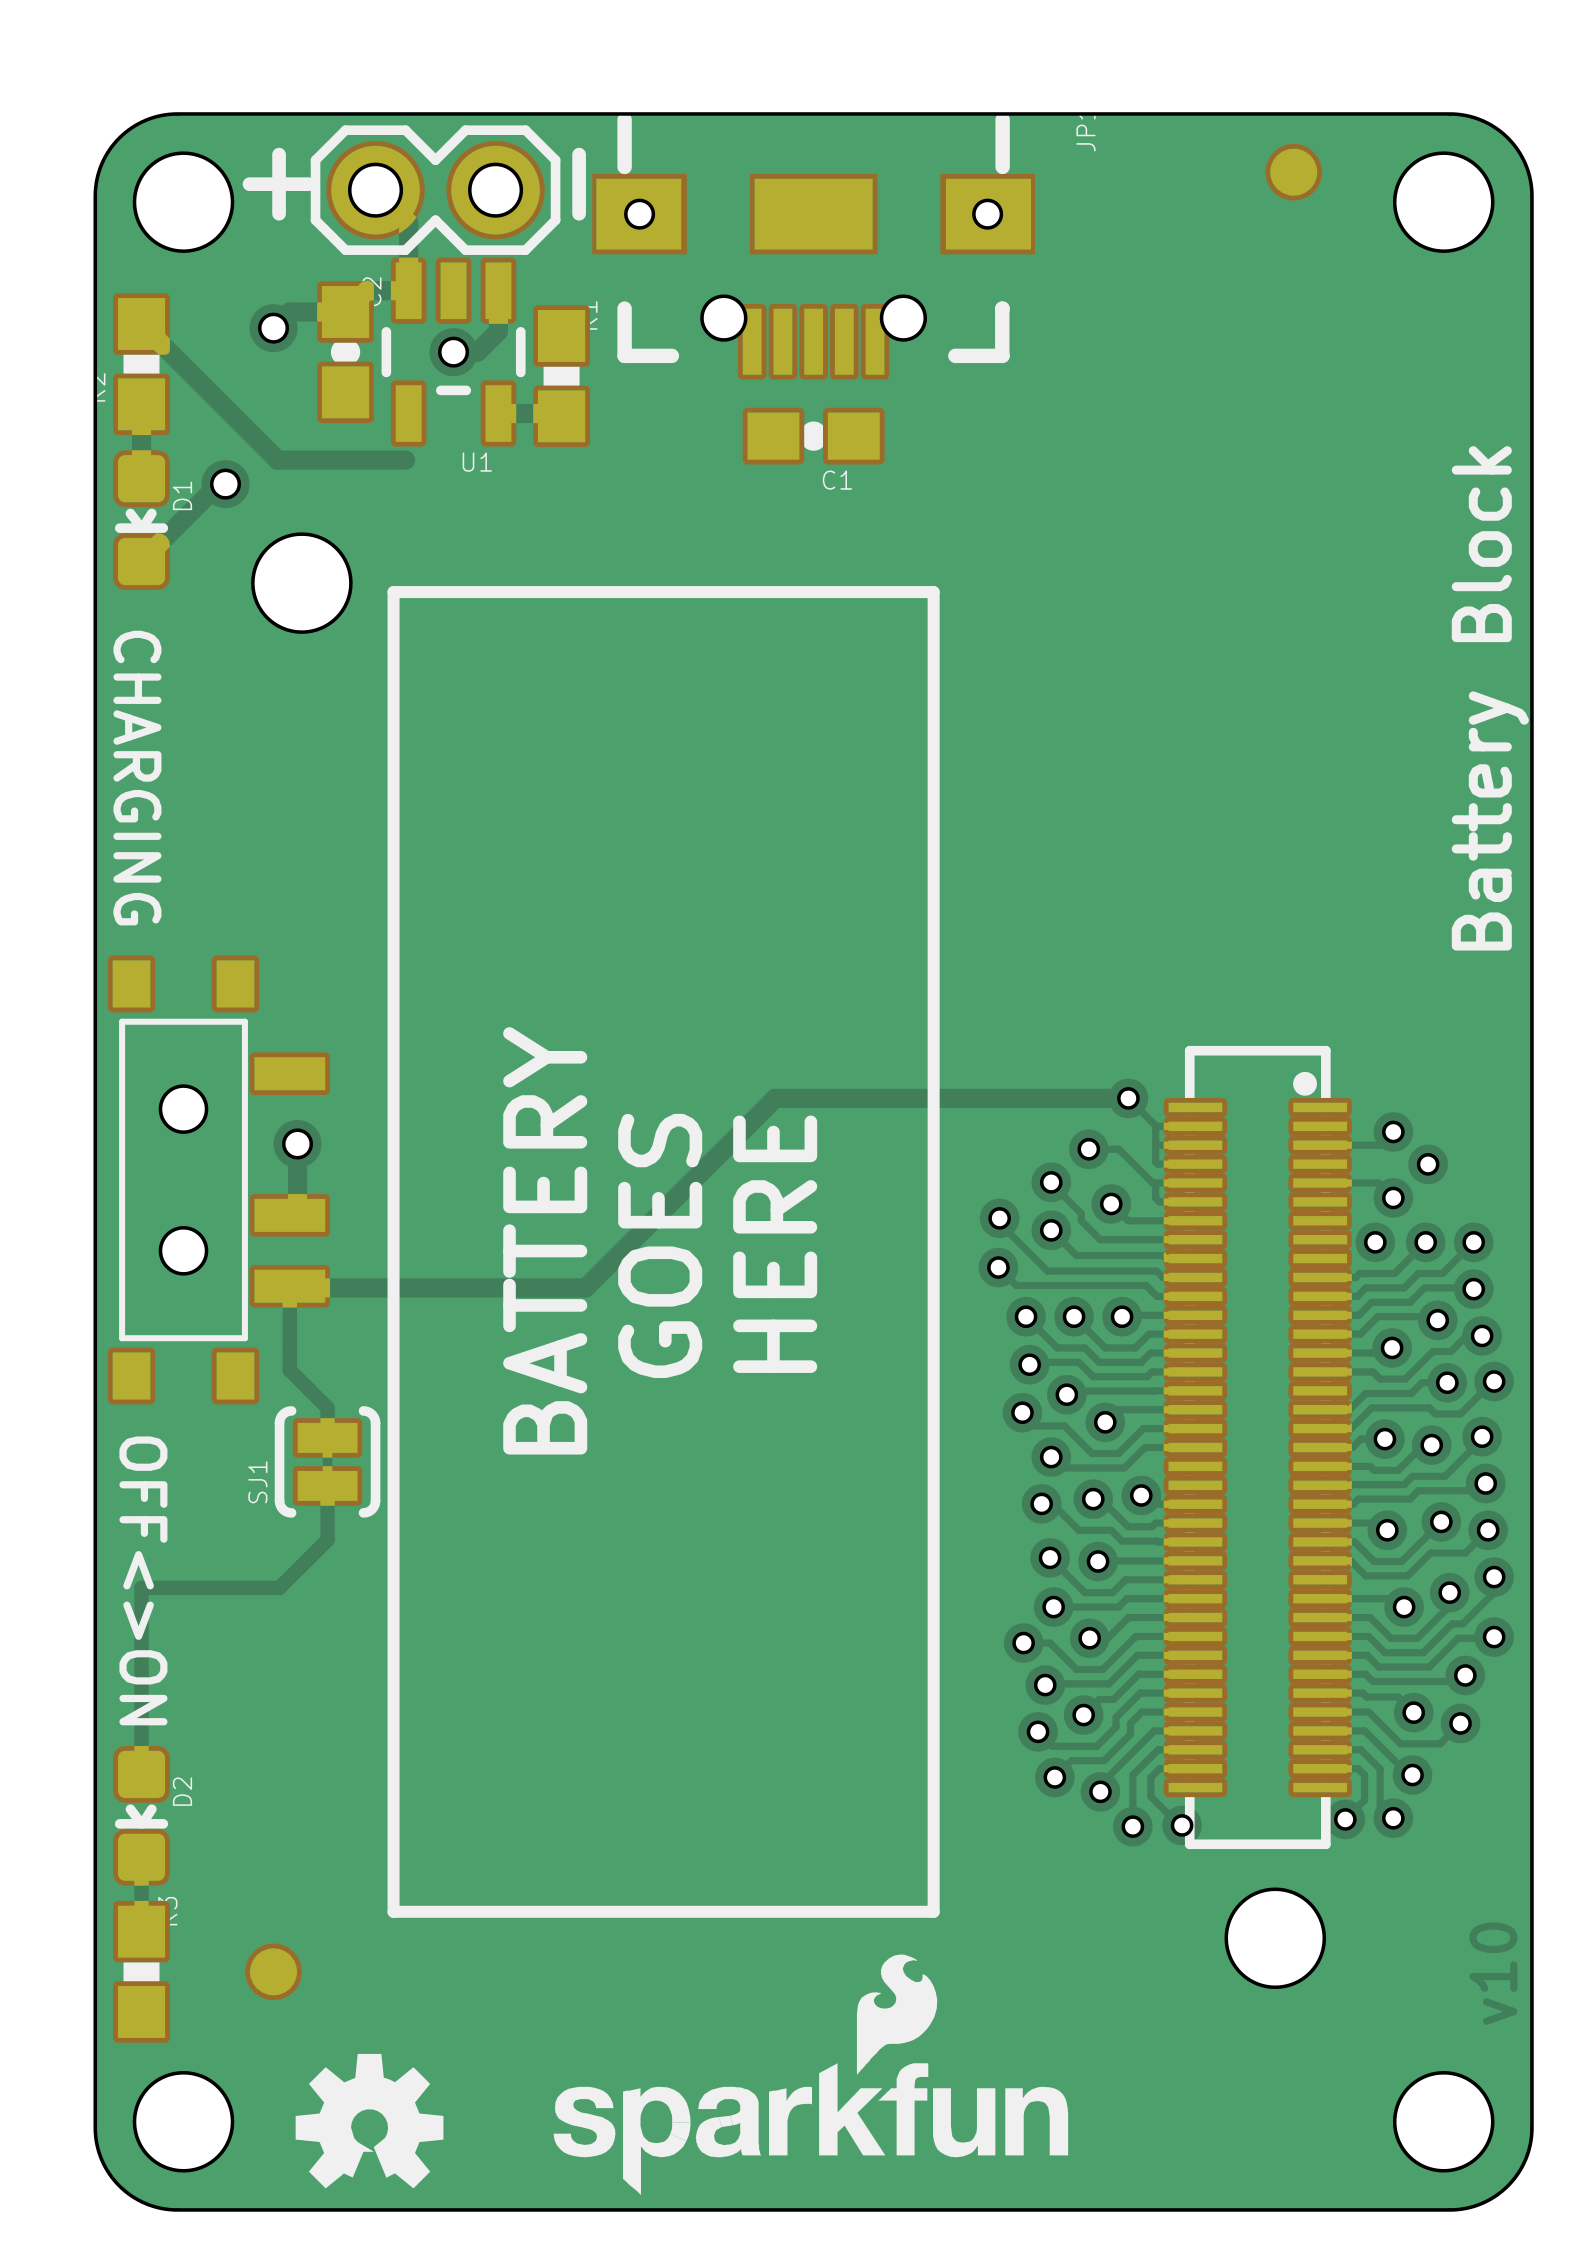 JP1
+
C2
R1
R2
U1
C1
D1
k
CHARGING
Battery Block
BATTERY
GOES
HERE
SJ1
OFF<>ON
D2
k
R3
v10
sparkfun